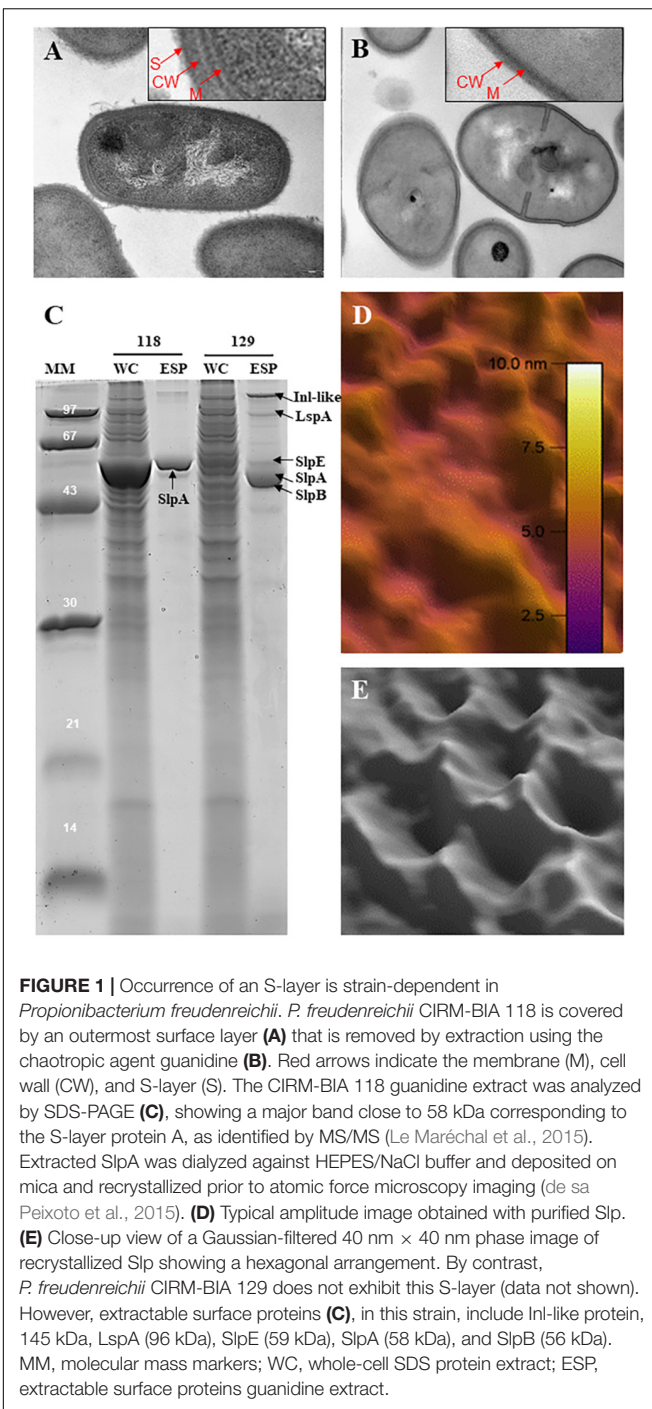 A
S
CW
M
B
CW
M
C
118 129
MM WC ESP WC ESP
97
67
43
30
21
14
Inl-like
LspA
SlpE
SlpA
SlpB
SlpA
D
10.0 nm
7.5
5.0
2.5
E
FIGURE 1 | Occurrence of an S-layer is strain-dependent in
Propionibacterium freudenreichii. P. freudenreichii CIRM-BIA 118 is covered
by an outermost surface layer (A) that is removed by extraction using the
chaotropic agent guanidine (B). Red arrows indicate the membrane (M), cell
wall (CW), and S-layer (S). The CIRM-BIA 118 guanidine extract was analyzed
by SDS-PAGE (C), showing a major band close to 58 kDa corresponding to
the S-layer protein A, as identified by MS/MS (Le Maréchal et al., 2015).
Extracted SlpA was dialyzed against HEPES/NaCl buffer and deposited on
mica and recrystallized prior to atomic force microscopy imaging (de sa
Peixoto et al., 2015). (D) Typical amplitude image obtained with purified Slp.
(E) Close-up view of a Gaussian-filtered 40 nm × 40 nm phase image of
recrystallized Slp showing a hexagonal arrangement. By contrast,
P. freudenreichii CIRM-BIA 129 does not exhibit this S-layer (data not shown).
However, extractable surface proteins (C), in this strain, include Inl-like protein,
145 kDa, LspA (96 kDa), SlpE (59 kDa), SlpA (58 kDa), and SlpB (56 kDa).
MM, molecular mass markers; WC, whole-cell SDS protein extract; ESP,
extractable surface proteins guanidine extract.